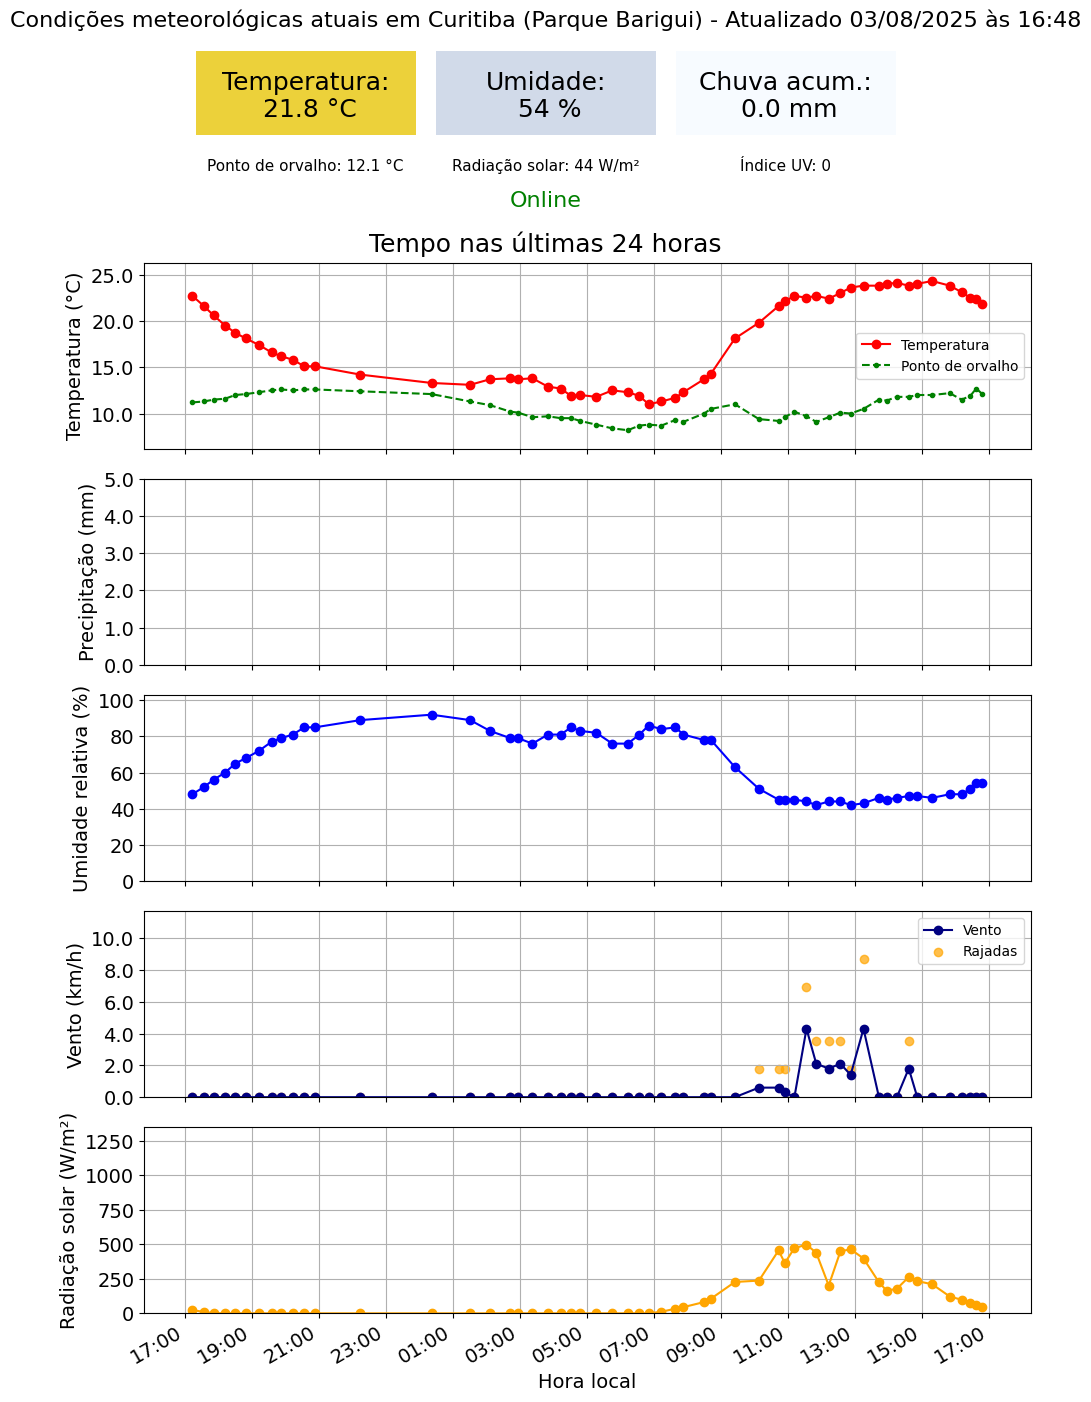 Condições meteorológicas atuais em Curitiba (Parque Barigui) - Atualizado 03/08/2025 às 16:48
Temperatura:
21.8 °C
Umidade:
54 %
Chuva acum.:
0.0 mm
Ponto de orvalho: 12.1 °C
Radiação solar: 44 W/m²
Índice UV: 0
Online
Tempo nas últimas 24 horas
Temperatura (°C)
25.0
20.0
15.0
10.0
Temperatura
Ponto de orvalho
Precipitação (mm)
5.0
4.0
3.0
2.0
1.0
0.0
Umidade relativa (%)
100
80
60
40
20
0
Vento (km/h)
10.0
8.0
6.0
4.0
2.0
0.0
Vento
Rajadas
Radiação solar (W/m²)
1250
1000
750
500
250
0
17:00
19:00
21:00
23:00
01:00
03:00
05:00
07:00
09:00
11:00
13:00
15:00
17:00
Hora local